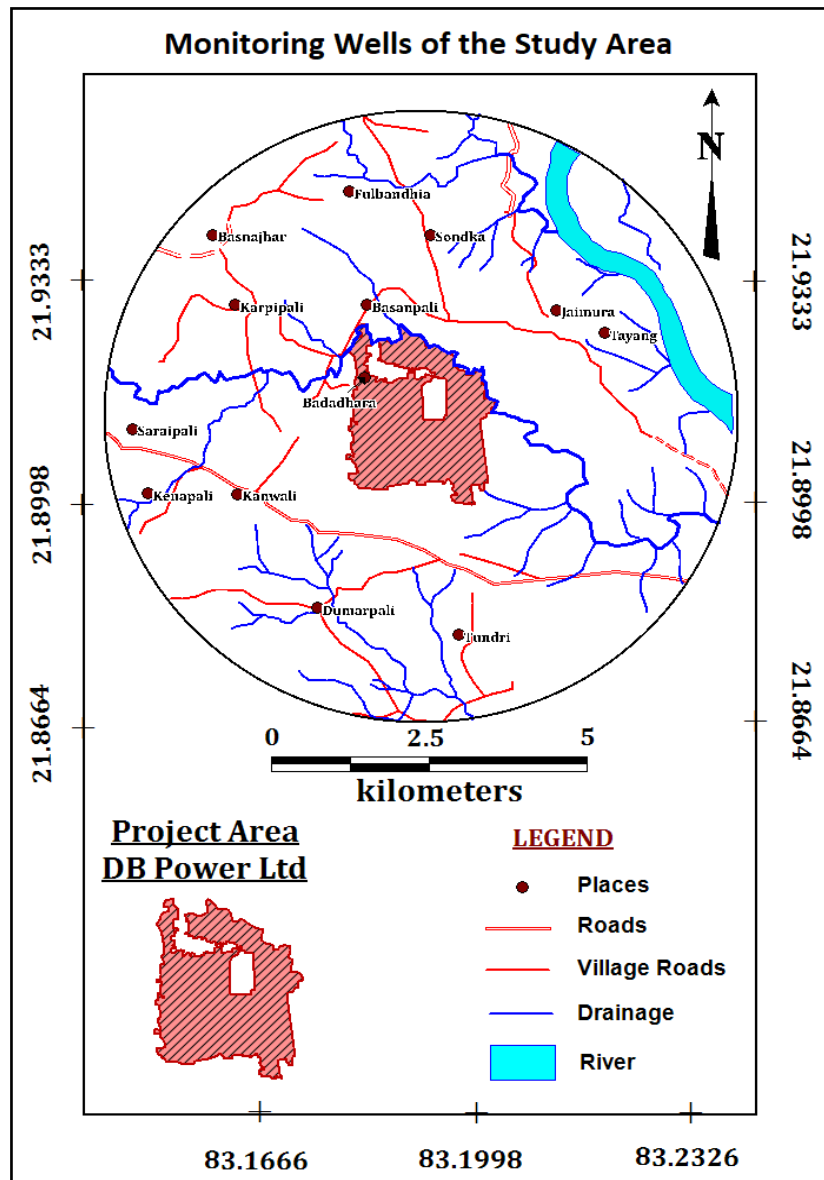 Monitoring Wells of the Study Area
N
Fulbandhia
Basnajhar
Sondka
21.9333
21.9333
Karpipali
Basanpali
Jaimura
Tayang
Badadhara
Saraipali
Kenapali
Kanwali
21.8998
21.8998
Dumarpali
Tundri
21.8664
21.8664
0 2.5 5
kilometers
Project Area
DB Power Ltd
LEGEND
Places
Roads
Village Roads
Drainage
River
83.1666 83.1998 83.2326